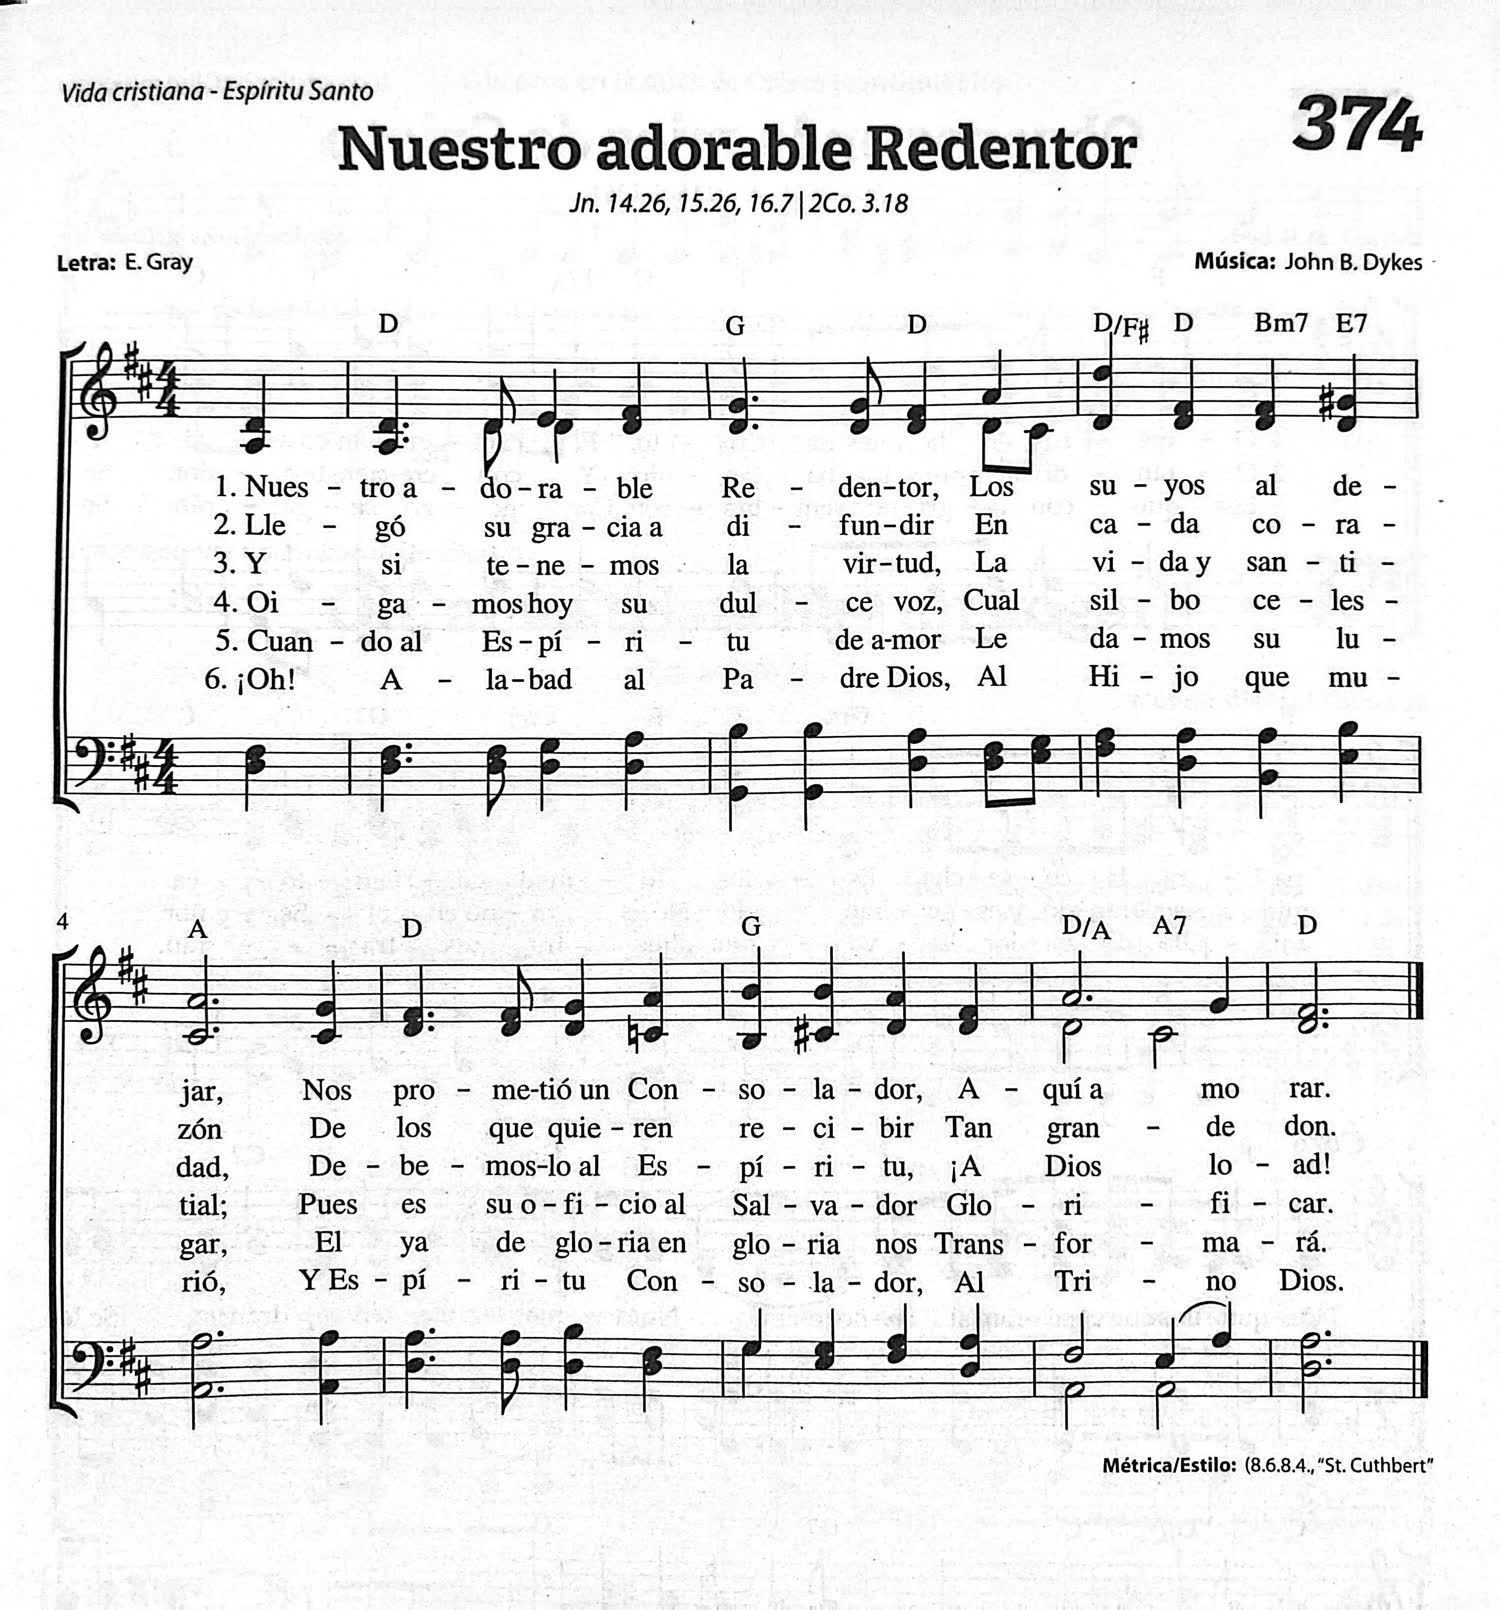 Vida cristiana - Espíritu Santo
374
Nuestro adorable Redentor
Jn. 14.26, 15.26, 16.7 | 2Co. 3.18
Letra: E. Gray
Música: John B. Dykes
D G D D/F♯ D Bm7 E7
1. Nues – tro a – do – ra – ble Re – den – tor, Los su – yos al de –
2. Lle – gó su gra – cia a di – fun – dir En ca – da co – ra –
3. Y si te – ne – mos la vir – tud, La vi – da y san – ti –
4. Oi – ga – mos hoy su dul – ce voz, Cual sil – bo ce – les –
5. Cuan – do al Es – pí – ri – tu de a-mor Le da – mos su lu –
6. ¡Oh! A – la – bad al Pa – dre Dios, Al Hi – jo que mu –
4
A D G D/A A7 D
jar, Nos pro – me-tió un Con – so – la – dor, A – quí a mo rar.
zón De los que quie – ren re – ci – bir Tan gran – de don.
dad, De – be – mos-lo al Es – pí – ri – tu, ¡A Dios lo – ad!
tial; Pues es su o – fi – cio al Sal – va – dor Glo – ri – fi – car.
gar, El ya de glo – ria en glo – ria nos Trans – for – ma – rá.
rió, Y Es – pí – ri – tu Con – so – la – dor, Al Tri – no Dios.
Métrica/Estilo: (8.6.8.4., “St. Cuthbert”